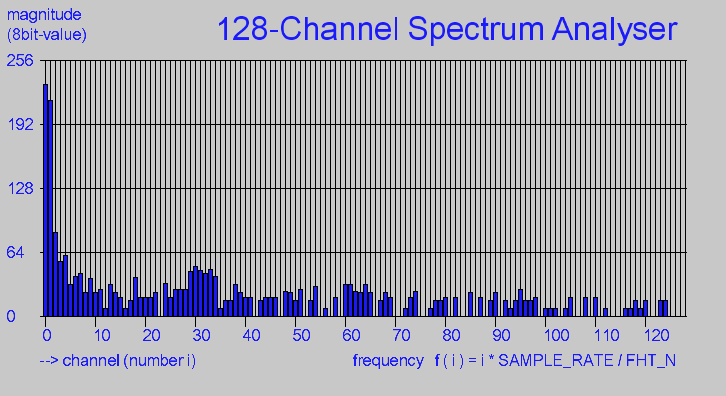 magnitude
(8bit-value)
128-Channel Spectrum Analyser
256
192
128
64
0
0 10 20 30 40 50 60 70 80 90 100 110 120
--> channel (number i)
frequency f ( i ) = i * SAMPLE_RATE / FHT_N